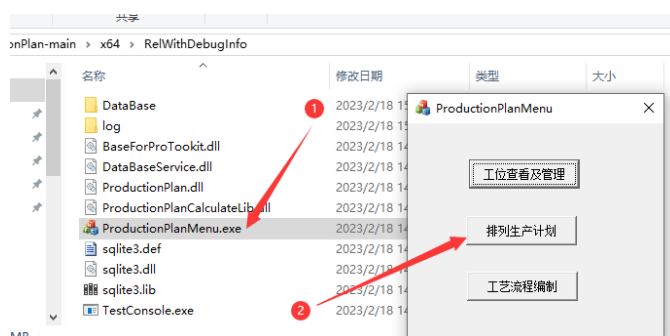 共享
onPlan-main › x64 › RelWithDebugInfo
名称 修改日期 类型 大小
DataBase 2023/2/18 15
log 2023/2/18 15
BaseForProTookit.dll 2023/2/18 14
DataBaseService.dll 2023/2/18 14
ProductionPlan.dll 2023/2/18 14
ProductionPlanCalculateLib.dll 2023/2/18 14
ProductionPlanMenu.exe 2023/2/18 14
sqlite3.def 2023/2/18 14
sqlite3.dll 2023/2/18 14
sqlite3.lib 2023/2/18 14
TestConsole.exe 2023/2/18 14
1
2
ProductionPlanMenu
工位查看及管理
排列生产计划
工艺流程编制
MB